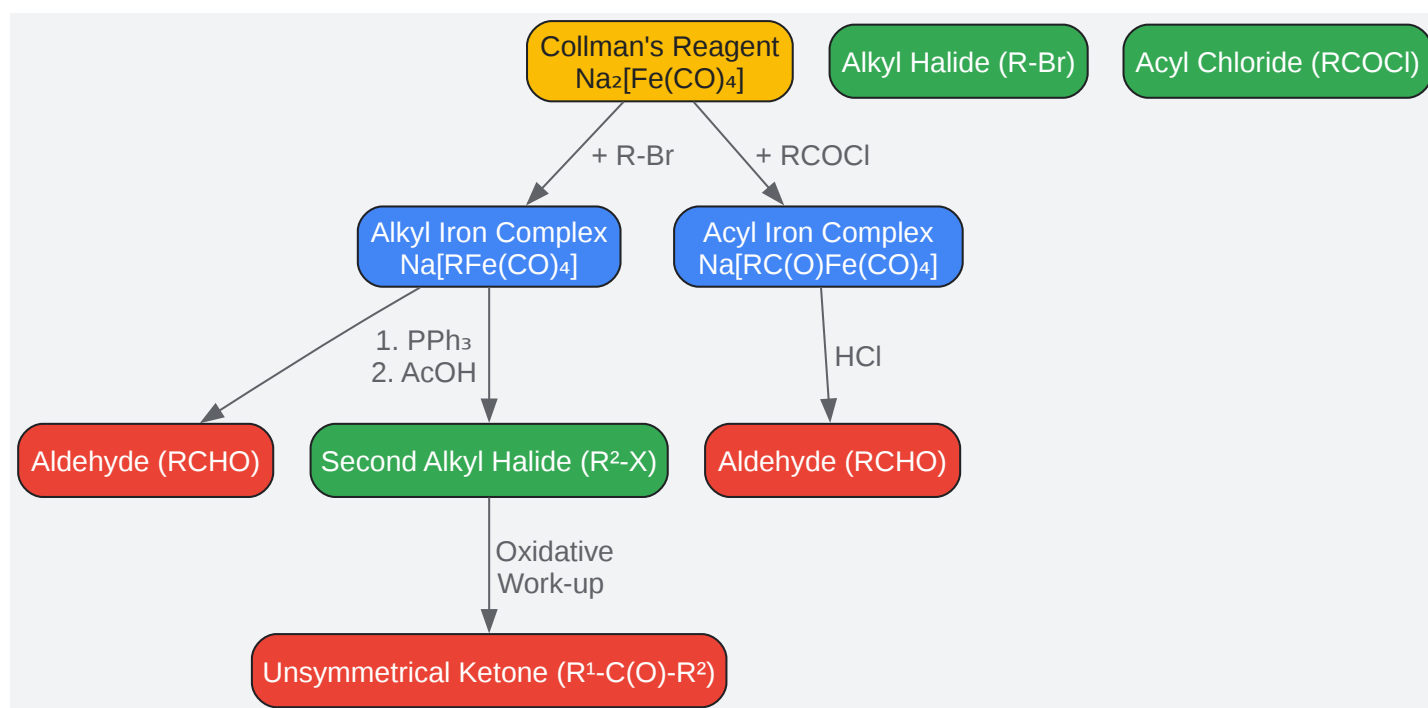 Collman's Reagent
Na₂[Fe(CO)₄]
Alkyl Halide (R-Br)
Acyl Chloride (RCOCl)
+ R-Br
+ RCOCl
Alkyl Iron Complex
Na[RFe(CO)₄]
Acyl Iron Complex
Na[RC(O)Fe(CO)₄]
1. PPh₃
2. AcOH
HCl
Aldehyde (RCHO)
Second Alkyl Halide (R²-X)
Aldehyde (RCHO)
Oxidative
Work-up
Unsymmetrical Ketone (R¹-C(O)-R²)